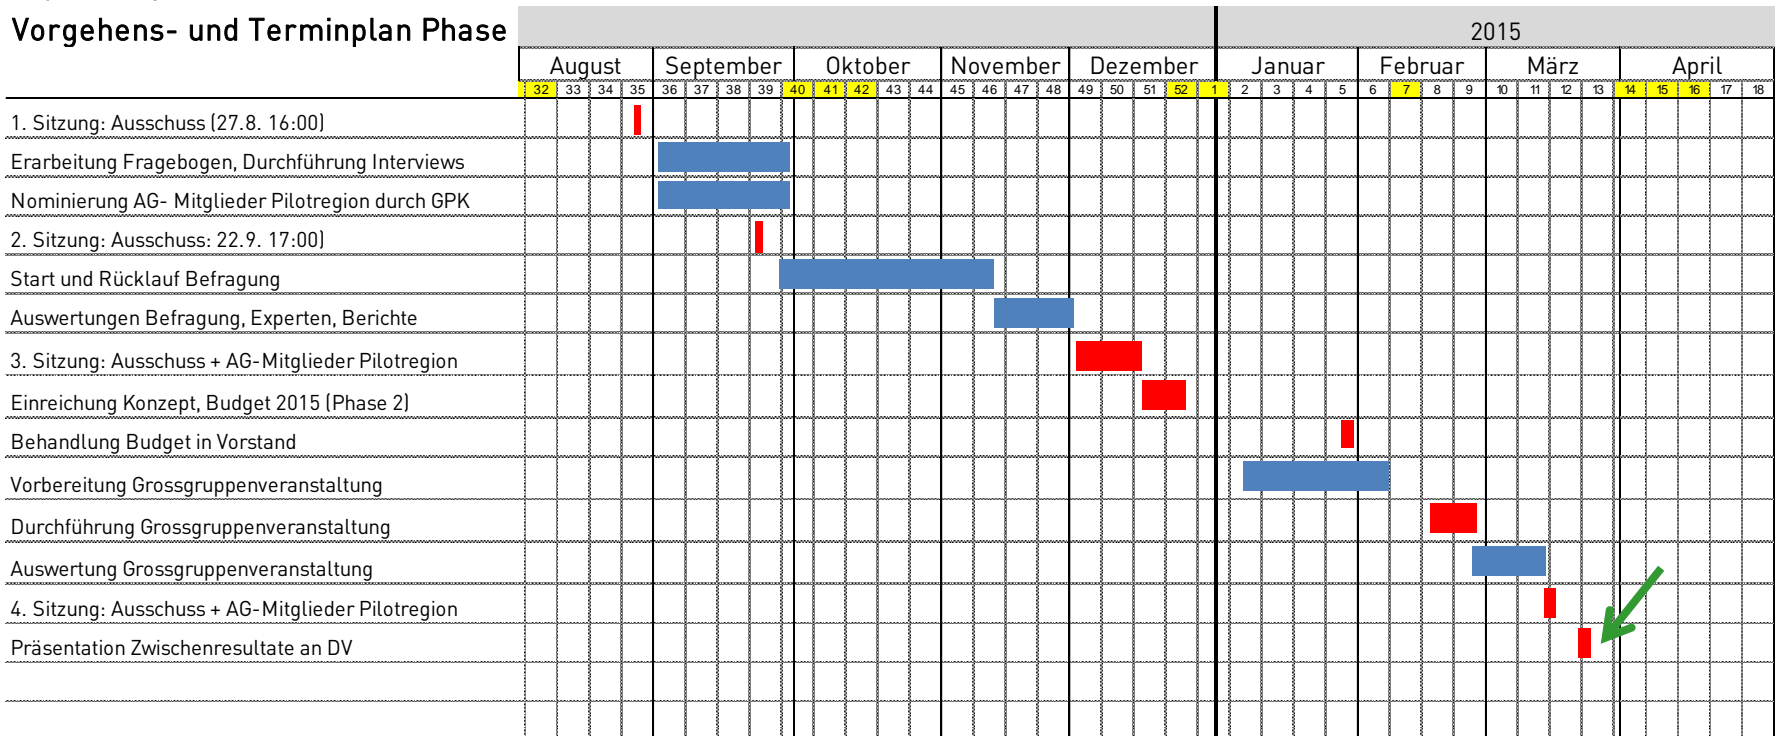 Vorgehens- und Terminplan Phase
2015
August September Oktober November Dezember Januar Februar März April
32 33 34 35 36 37 38 39 40 41 42 43 44 45 46 47 48 49 50 51 52 1 2 3 4 5 6 7 8 9 10 11 12 13 14 15 16 17 18
1. Sitzung: Ausschuss (27.8. 16:00)
Erarbeitung Fragebogen, Durchführung Interviews
Nominierung AG- Mitglieder Pilotregion durch GPK
2. Sitzung: Ausschuss: 22.9. 17:00)
Start und Rücklauf Befragung
Auswertungen Befragung, Experten, Berichte
3. Sitzung: Ausschuss + AG-Mitglieder Pilotregion
Einreichung Konzept, Budget 2015 (Phase 2)
Behandlung Budget in Vorstand
Vorbereitung Grossgruppenveranstaltung
Durchführung Grossgruppenveranstaltung
Auswertung Grossgruppenveranstaltung
4. Sitzung: Ausschuss + AG-Mitglieder Pilotregion
Präsentation Zwischenresultate an DV